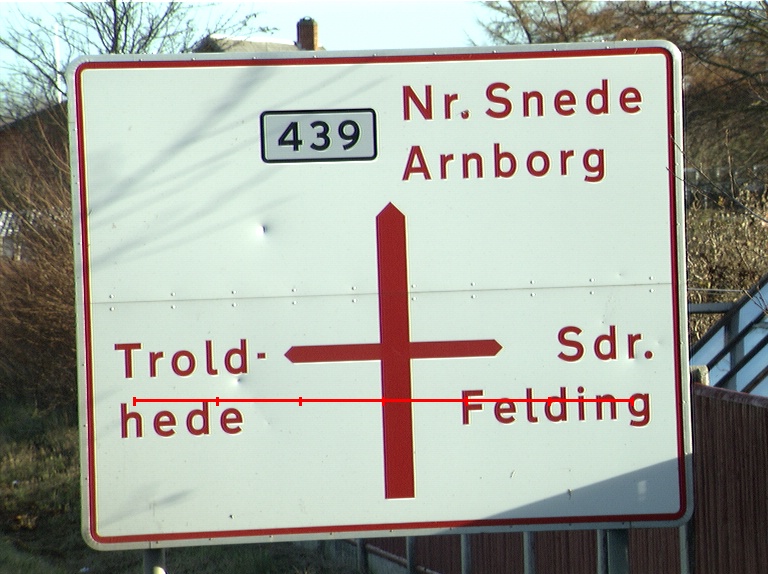 439
Nr. Snede
Arnborg
Trold-
hede
Sdr.
Felding